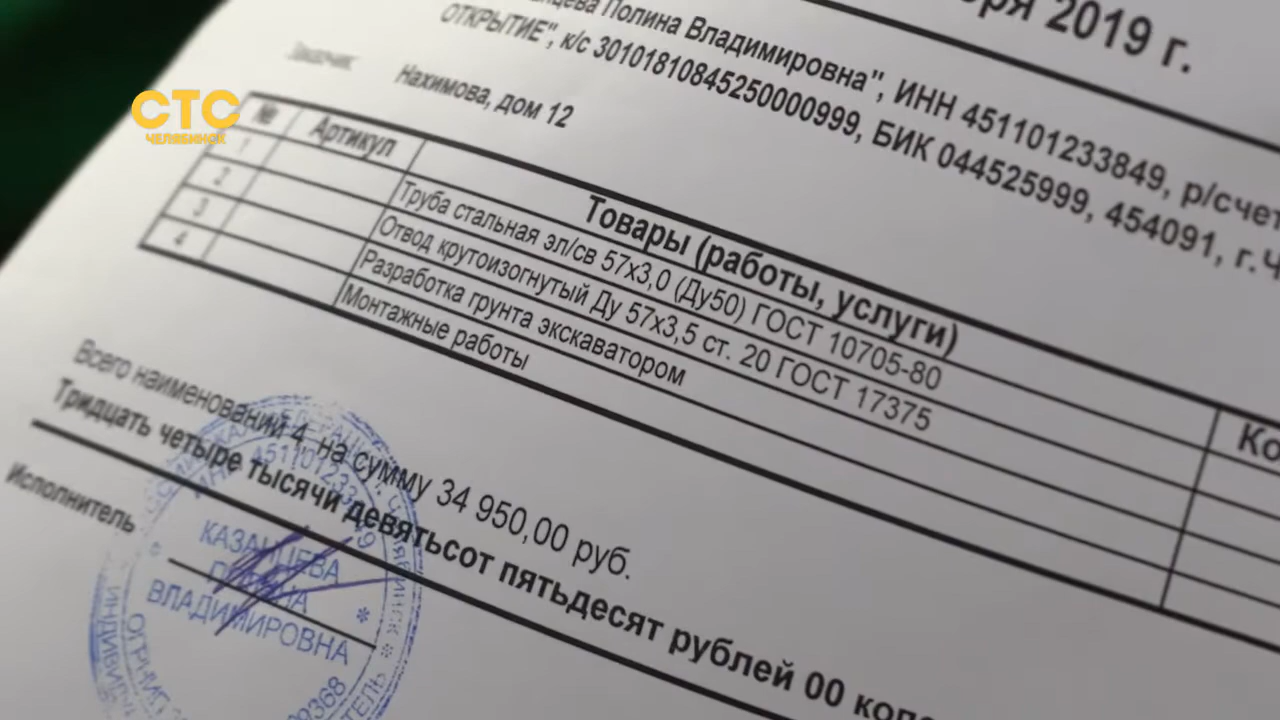 СТС
ЧЕЛЯБИНСК
2019 г.
Полина Владимировна", ИНН 451101233849, р/счет
ОТКРЫТИЕ", к/с 30101810845250000999, БИК 044525999, 454091, г.Ч
Заказчик: Нахимова, дом 12
№ Артикул Товары (работы, услуги)
1 Труба стальная эл/св 57х3,0 (Ду50) ГОСТ 10705-80
2 Отвод крутоизогнутый Ду 57х3,5 ст. 20 ГОСТ 17375
3 Разработка грунта экскаватором
4 Монтажные работы
Всего наименований 4, на сумму 34 950,00 руб.
Тридцать четыре тысячи девятьсот пятьдесят рублей 00 коп
Исполнитель
КАЗАНЦЕВА
ПОЛИНА
ВЛАДИМИРОВНА